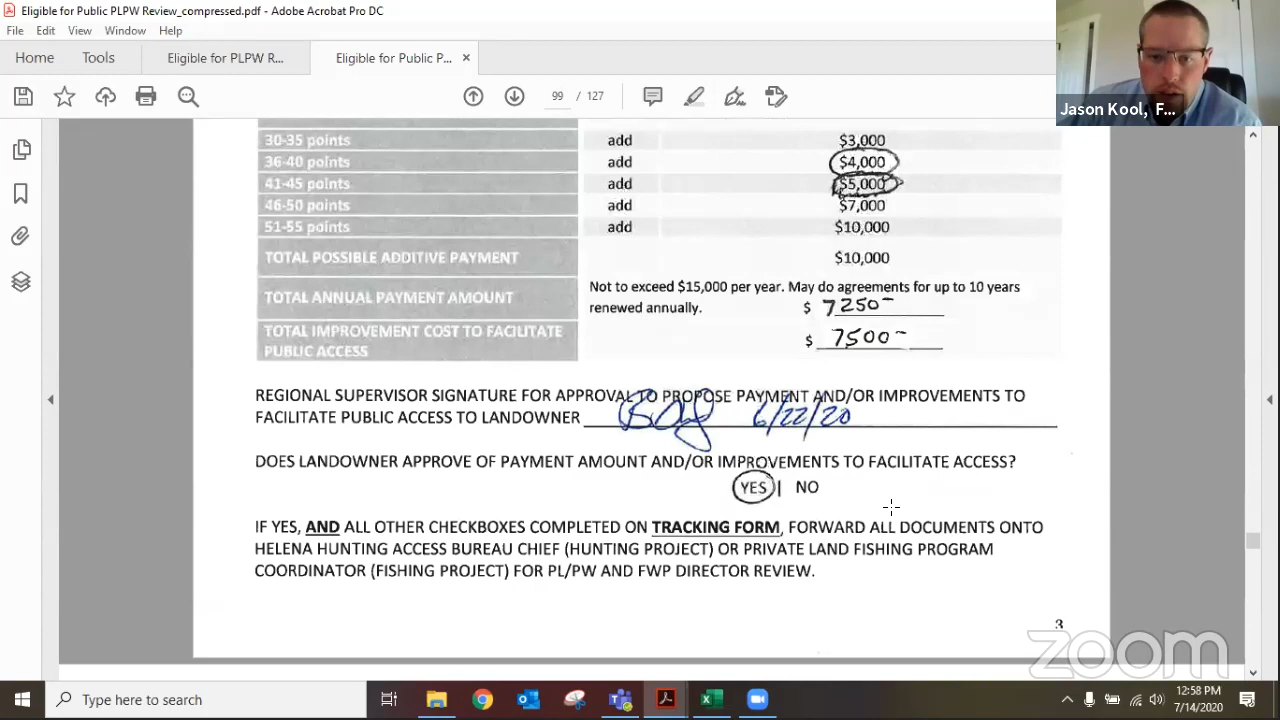 Eligible for Public PLPW Review_compressed.pdf - Adobe Acrobat Pro DC
File Edit View Window Help
Home Tools Eligible for PLPW R... Eligible for Public P... ×
99 / 127
Jason Kool, F...
30-35 points add $3,000
36-40 points add $4,000
41-45 points add $5,000
46-50 points add $7,000
51-55 points add $10,000
TOTAL POSSIBLE ADDITIVE PAYMENT $10,000
TOTAL ANNUAL PAYMENT AMOUNT
Not to exceed $15,000 per year. May do agreements for up to 10 years
renewed annually. $ 7250-
TOTAL IMPROVEMENT COST TO FACILITATE
PUBLIC ACCESS
$ 7500-
REGIONAL SUPERVISOR SIGNATURE FOR APPROVAL TO PROPOSE PAYMENT AND/OR IMPROVEMENTS TO
FACILITATE PUBLIC ACCESS TO LANDOWNER 6/22/20
DOES LANDOWNER APPROVE OF PAYMENT AMOUNT AND/OR IMPROVEMENTS TO FACILITATE ACCESS?
YES | NO
IF YES, AND ALL OTHER CHECKBOXES COMPLETED ON TRACKING FORM, FORWARD ALL DOCUMENTS ONTO
HELENA HUNTING ACCESS BUREAU CHIEF (HUNTING PROJECT) OR PRIVATE LAND FISHING PROGRAM
COORDINATOR (FISHING PROJECT) FOR PL/PW AND FWP DIRECTOR REVIEW.
3
zoom
Type here to search
12:58 PM
7/14/2020